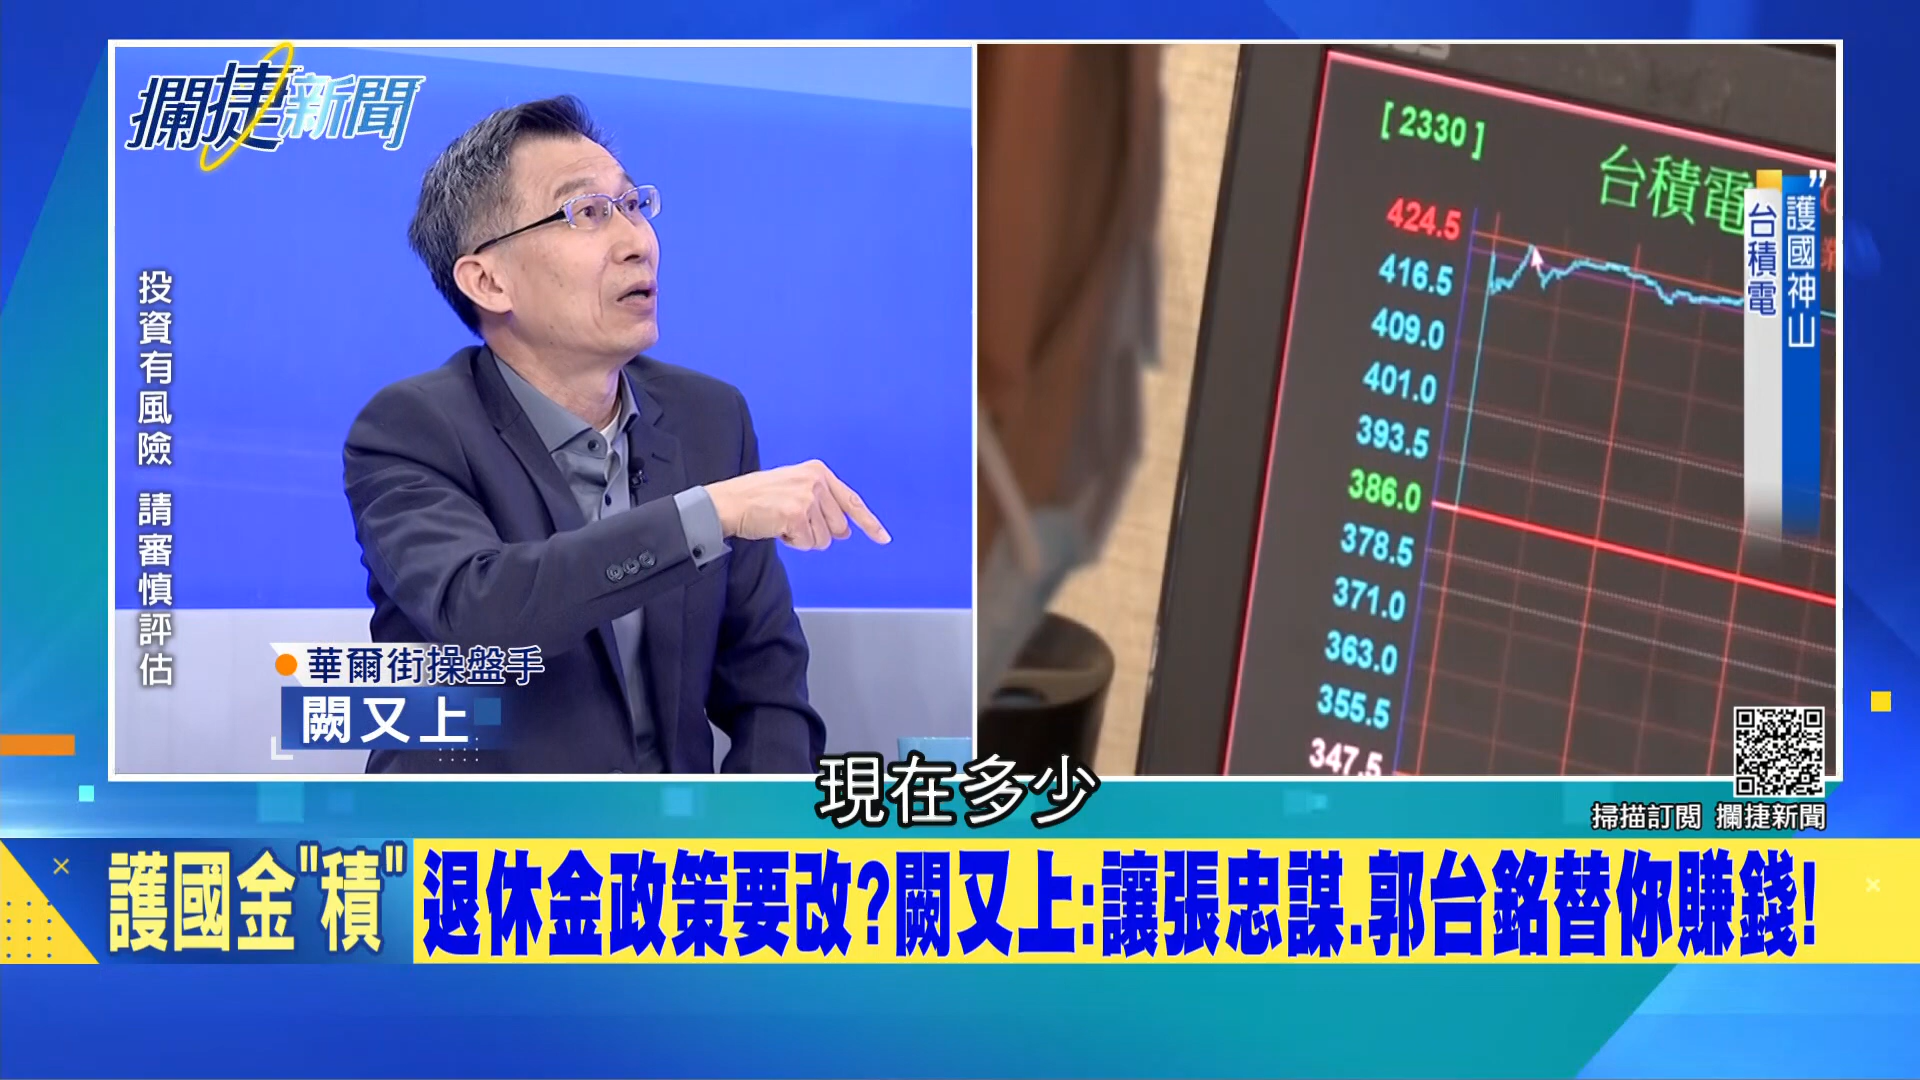 攔捷新聞
投資有風險 請審慎評估
華爾街操盤手
闕又上
[ 2330 ]
台積電
424.5
416.5
409.0
401.0
393.5
386.0
378.5
371.0
363.0
355.5
347.5
”護國神山
台積電
現在多少
掃描訂閱 攔捷新聞
護國金"積"
退休金政策要改?闕又上:讓張忠謀.郭台銘替你賺錢!